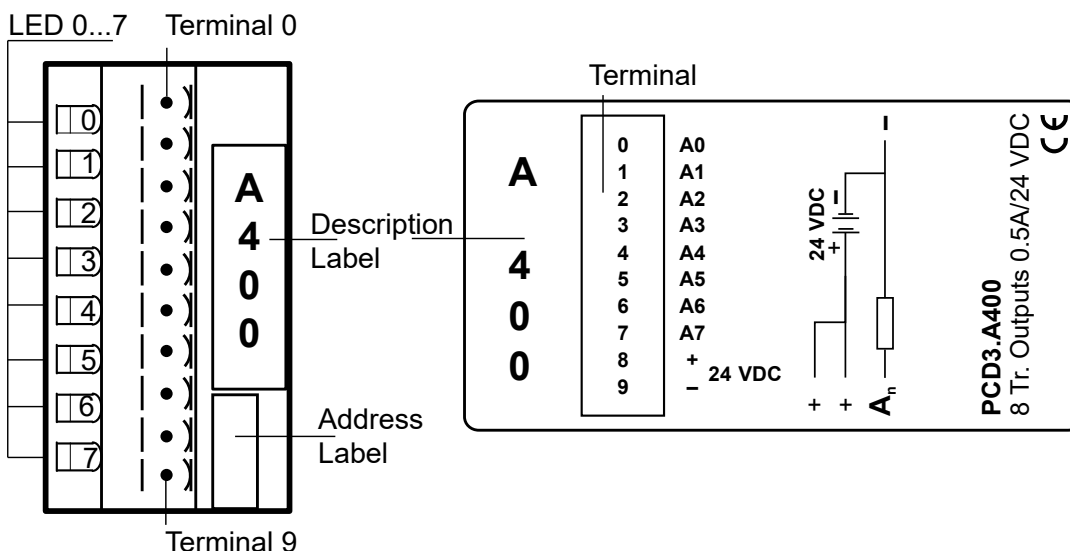 LED 0...7
Terminal 0
0
1
2
3
4
5
6
7
A
4
0
0
Description
Label
Address
Label
Terminal 9
Terminal
A
4
0
0
0 A0
1 A1
2 A2
3 A3
4 A4
5 A5
6 A6
7 A7
8 +
9 –
24 VDC
–
–
24 VDC
+
+ + An
PCD3.A400
8 Tr. Outputs 0.5A/24 VDC
CE